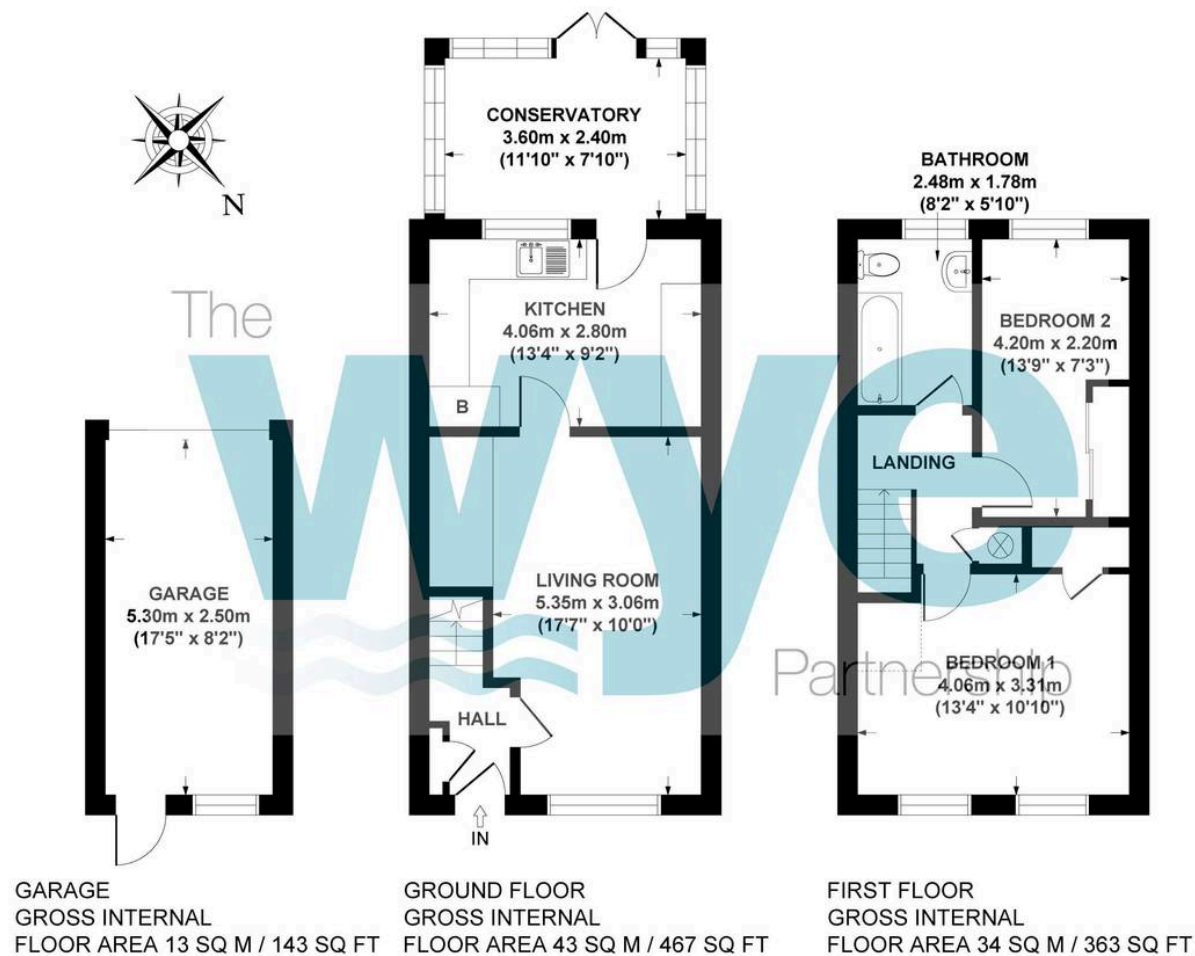 CONSERVATORY
3.60m x 2.40m
(11'10" x 7'10")
N
BATHROOM
2.48m x 1.78m
(8'2" x 5'10")
The
wye
Partnership
KITCHEN
4.06m x 2.80m
(13'4" x 9'2")
B
BEDROOM 2
4.20m x 2.20m
(13'9" x 7'3")
LANDING
GARAGE
5.30m x 2.50m
(17'5" x 8'2")
LIVING ROOM
5.35m x 3.06m
(17'7" x 10'0")
BEDROOM 1
4.06m x 3.31m
(13'4" x 10'10")
HALL
IN
GARAGE
GROSS INTERNAL
FLOOR AREA 13 SQ M / 143 SQ FT
GROUND FLOOR
GROSS INTERNAL
FLOOR AREA 43 SQ M / 467 SQ FT
FIRST FLOOR
GROSS INTERNAL
FLOOR AREA 34 SQ M / 363 SQ FT